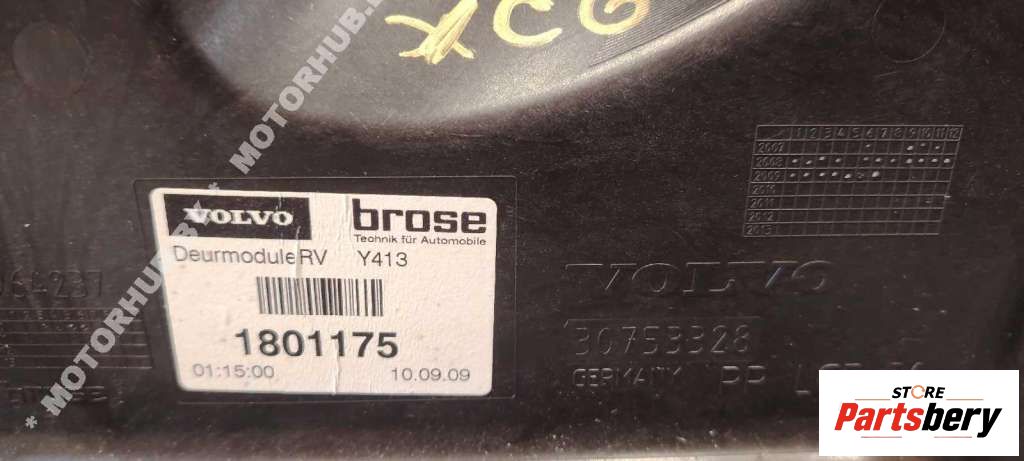 XC6
* MOTORHUB * MOTORHUB.
1 2 3 4 5 6 7 8 9 10 11 12
2007
2008
2009
2010
2011
2012
2013
VOLVO brose
Technik für Automobile
DeurmoduleRV Y413
1801175
01:15:00 10.09.09
VOLVO
30753328
GERMANY PP
STORE
Partsbery